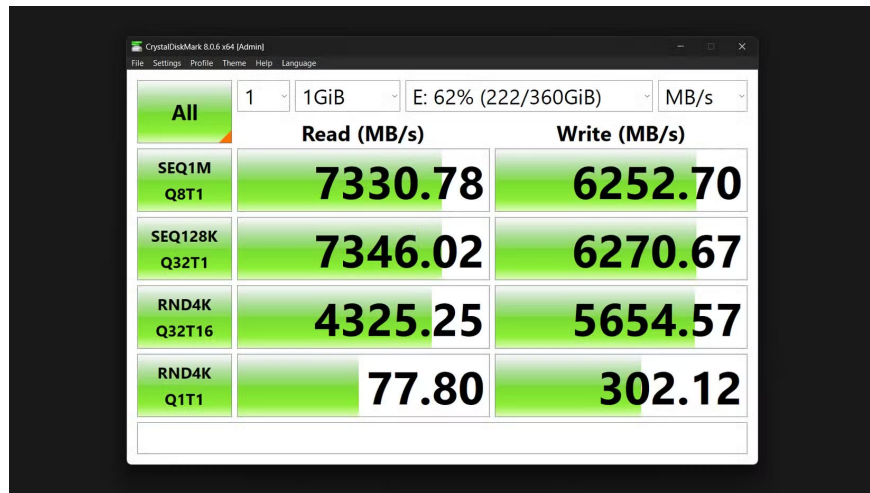 CrystalDiskMark 8.0.6 x64 [Admin]
File Settings Profile Theme Help Language
All 1 1GiB E: 62% (222/360GiB) MB/s
Read (MB/s) Write (MB/s)
SEQ1M
Q8T1 7330.78 6252.70
SEQ128K
Q32T1 7346.02 6270.67
RND4K
Q32T16 4325.25 5654.57
RND4K
Q1T1 77.80 302.12